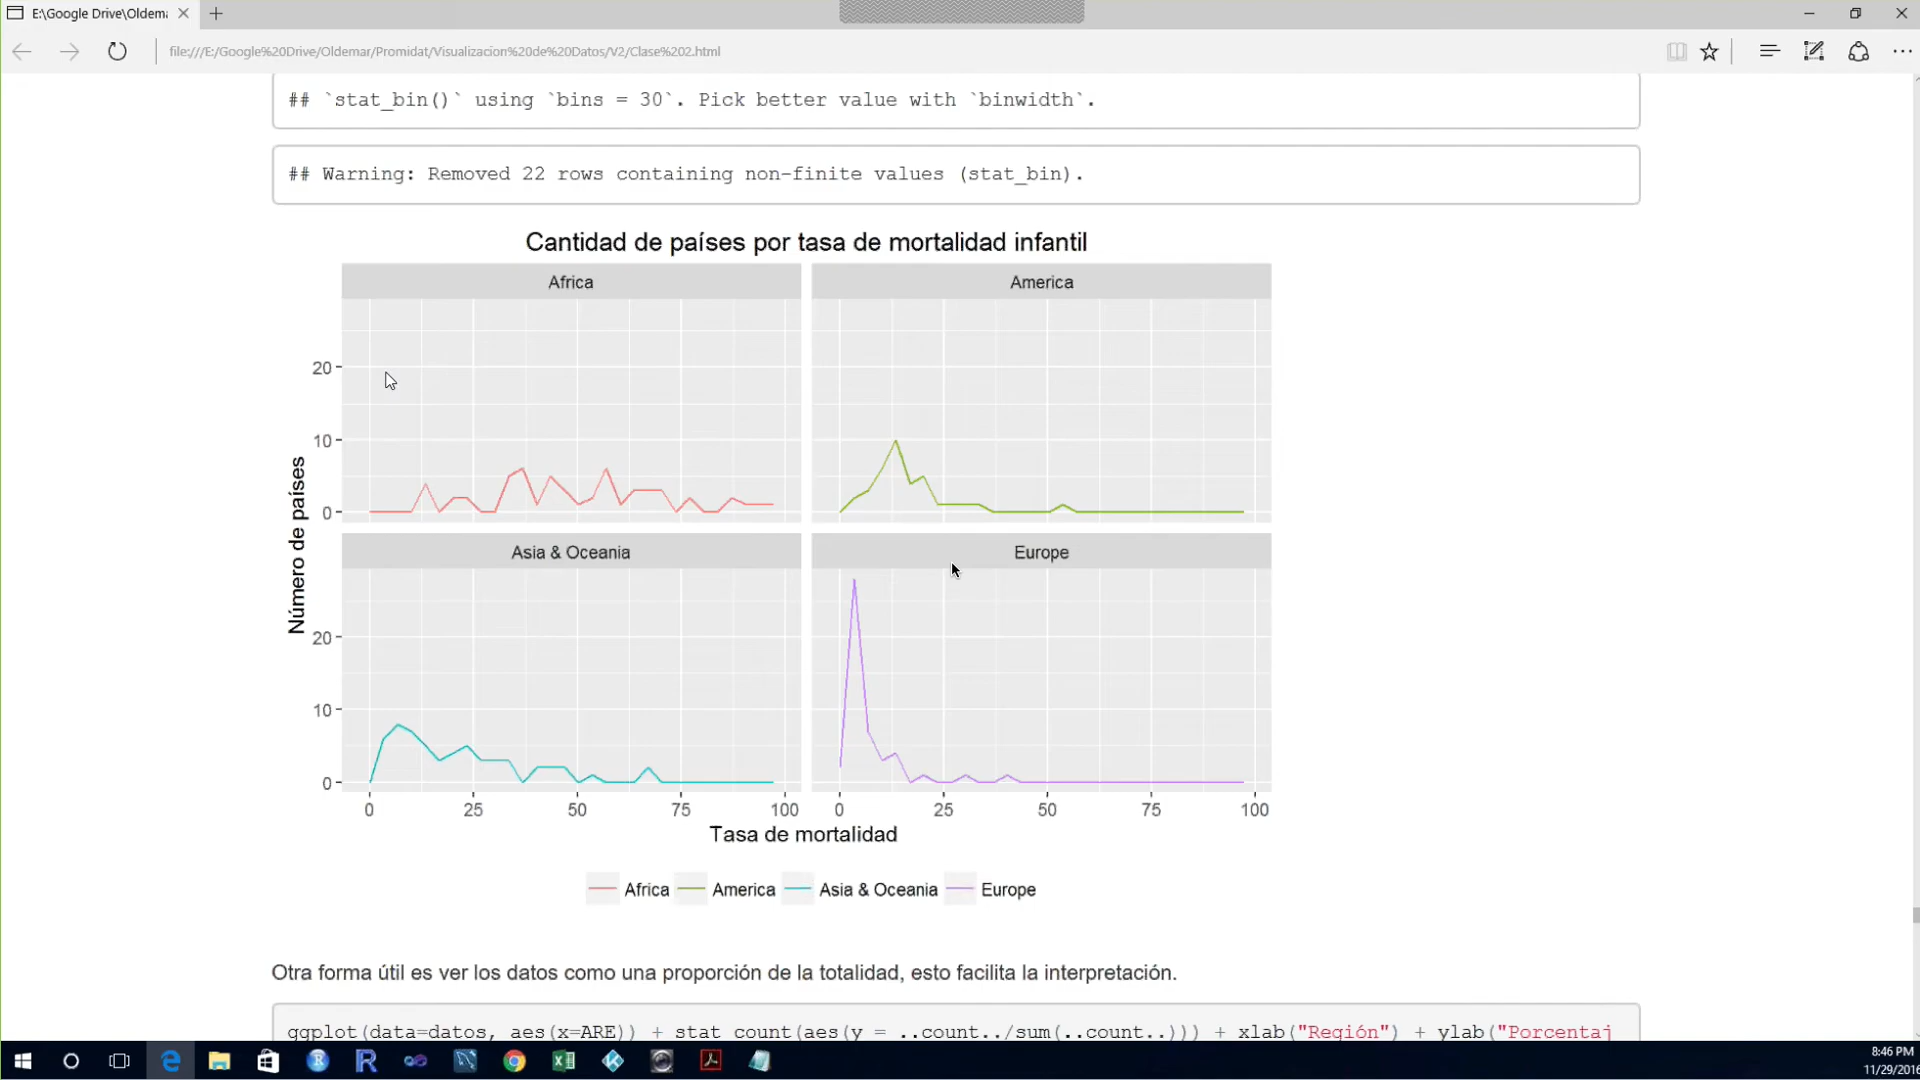 E:\Google Drive\Oldema
file:///E:/Google%20Drive/Oldemar/Promidat/Visualizacion%20de%20Datos/V2/Clase%202.html
## `stat_bin()` using `bins = 30`. Pick better value with `binwidth`.
## Warning: Removed 22 rows containing non-finite values (stat_bin).
Cantidad de países por tasa de mortalidad infantil
Africa
America
20
10
0
Número de países
Asia & Oceania
Europe
20
10
0
0 25 50 75 100 0 25 50 75 100
Tasa de mortalidad
Africa America Asia & Oceania Europe
Otra forma útil es ver los datos como una proporción de la totalidad, esto facilita la interpretación.
ggplot(data=datos, aes(x=ARE)) + stat_count(aes(y = ..count../sum(..count..))) + xlab("Región") + ylab("Porcentaj
8:46 PM
11/29/2016